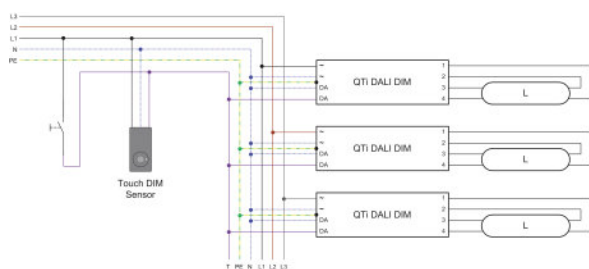 L3
L2
L1
N
PE
~
~
DA
DA
QTi DALI DIM
1
2
3
4
L
~
~
DA
DA
QTi DALI DIM
1
2
3
4
L
Touch DIM
Sensor
~
~
DA
DA
QTi DALI DIM
1
2
3
4
L
T PE N L1 L2 L3